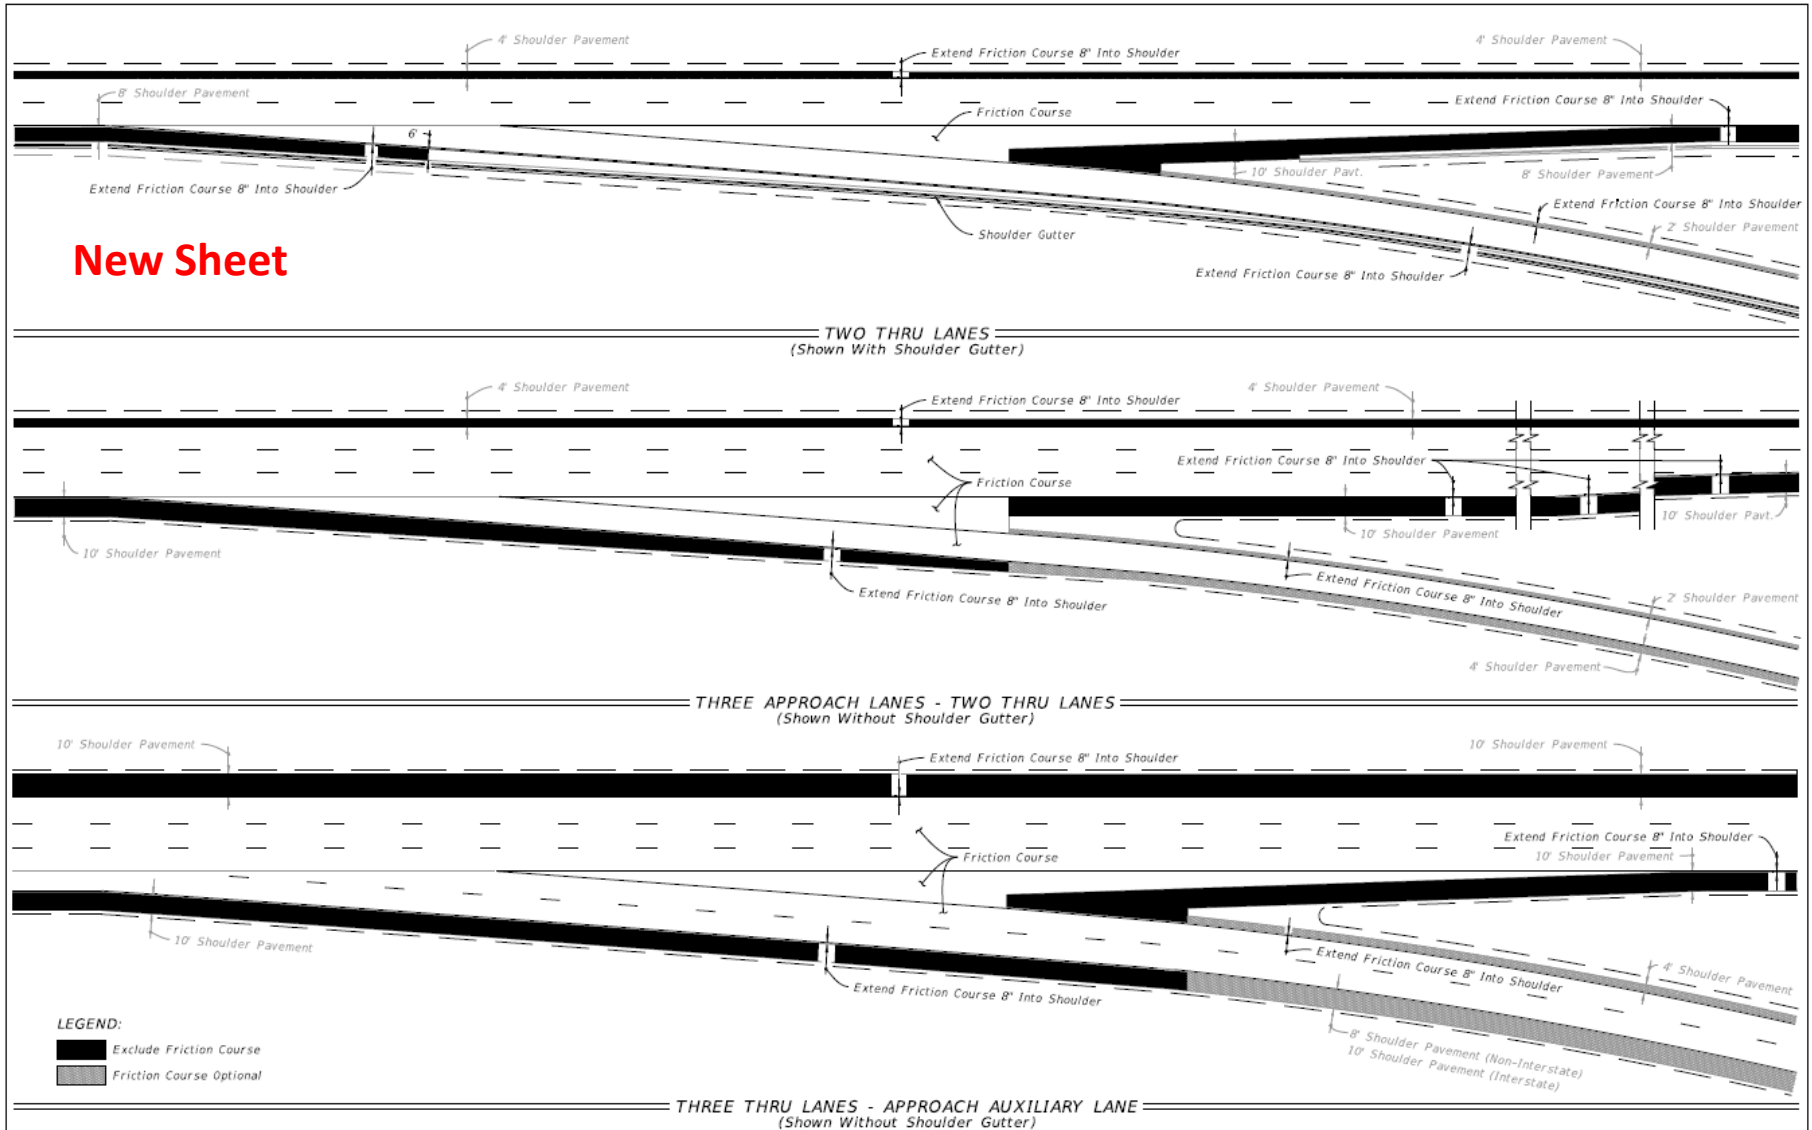 4' Shoulder Pavement
Extend Friction Course 8" Into Shoulder
4' Shoulder Pavement
8' Shoulder Pavement
Extend Friction Course 8" Into Shoulder
Friction Course
6'
10' Shoulder Pavt.
8' Shoulder Pavement
Extend Friction Course 8" Into Shoulder
Extend Friction Course 8" Into Shoulder
2' Shoulder Pavement
Shoulder Gutter
New Sheet
Extend Friction Course 8" Into Shoulder
TWO THRU LANES
(Shown With Shoulder Gutter)
4' Shoulder Pavement
Extend Friction Course 8" Into Shoulder
4' Shoulder Pavement
Extend Friction Course 8" Into Shoulder
Friction Course
10' Shoulder Pavt.
10' Shoulder Pavement
10' Shoulder Pavement
Extend Friction Course 8" Into Shoulder
Extend Friction Course 8" Into Shoulder
2' Shoulder Pavement
4' Shoulder Pavement
THREE APPROACH LANES - TWO THRU LANES
(Shown Without Shoulder Gutter)
10' Shoulder Pavement
Extend Friction Course 8" Into Shoulder
10' Shoulder Pavement
Extend Friction Course 8" Into Shoulder
Friction Course
10' Shoulder Pavement
10' Shoulder Pavement
Extend Friction Course 8" Into Shoulder
4' Shoulder Pavement
Extend Friction Course 8" Into Shoulder
8' Shoulder Pavement (Non-Interstate)
10' Shoulder Pavement (Interstate)
LEGEND:
Exclude Friction Course
Friction Course Optional
THREE THRU LANES - APPROACH AUXILIARY LANE
(Shown Without Shoulder Gutter)